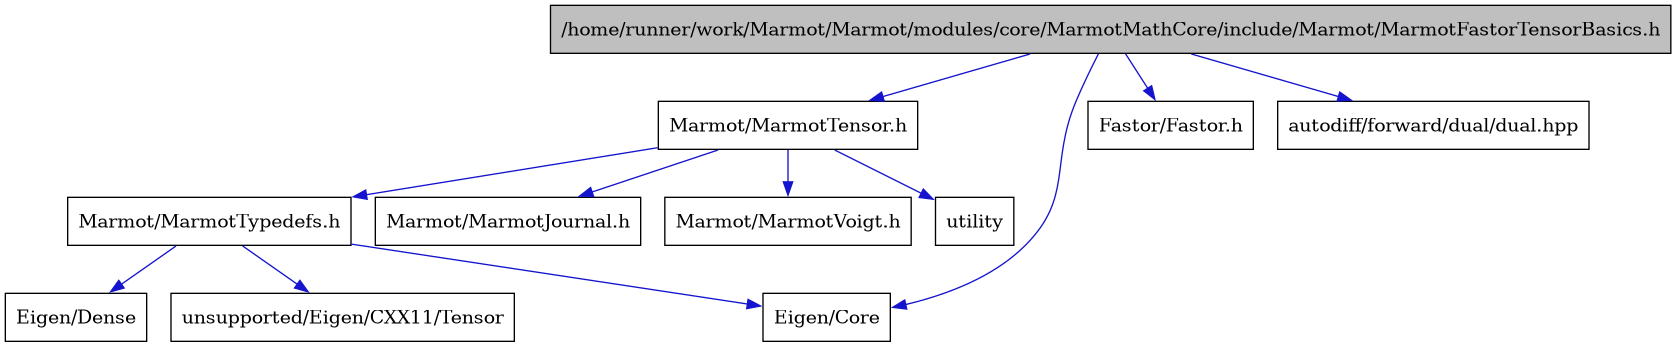 /home/runner/work/Marmot/Marmot/modules/core/MarmotMathCore/include/Marmot/MarmotFastorTensorBasics.h
Marmot/MarmotTensor.h
Fastor/Fastor.h
autodiff/forward/dual/dual.hpp
Marmot/MarmotTypedefs.h
Marmot/MarmotJournal.h
Marmot/MarmotVoigt.h
utility
Eigen/Dense
unsupported/Eigen/CXX11/Tensor
Eigen/Core